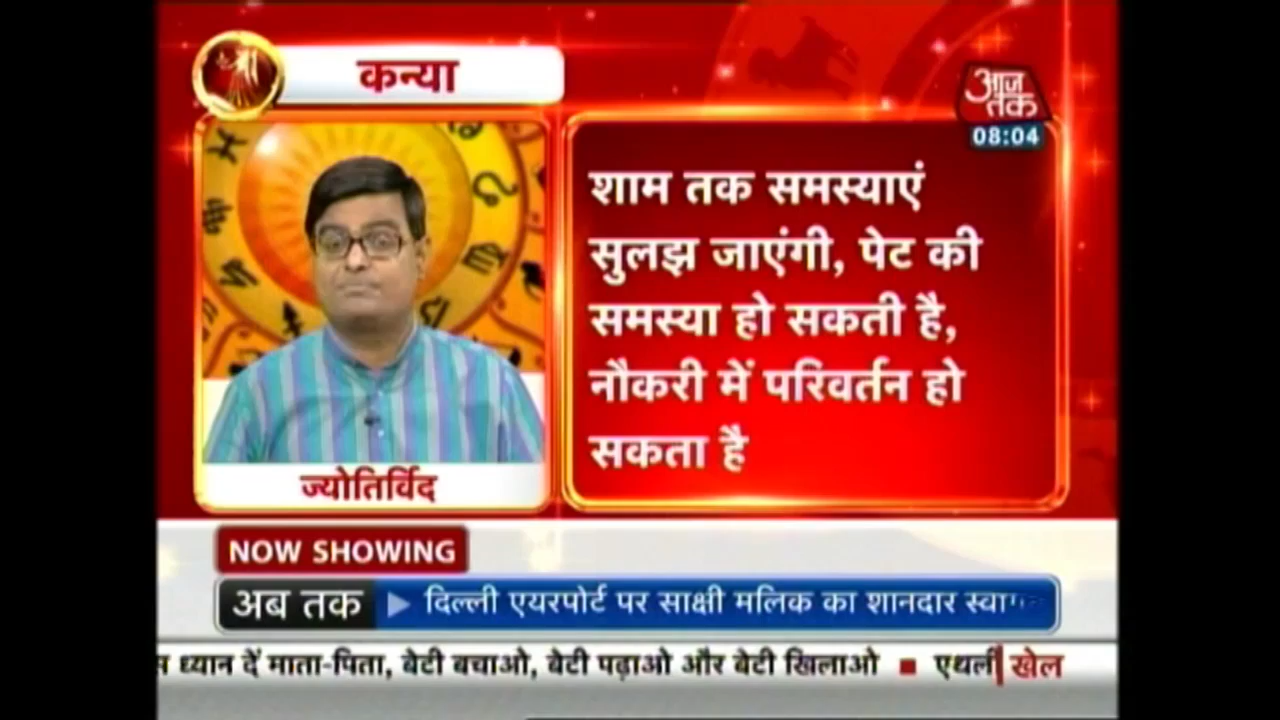 कन्या
आज
तक
08:04
शाम तक समस्याएं
सुलझ जाएंगी, पेट की
समस्या हो सकती है,
नौकरी में परिवर्तन हो
सकता है
ज्योतिर्विद
NOW SHOWING
अब तक ▶ दिल्ली एयरपोर्ट पर साक्षी मलिक का शानदार
ध्यान दें माता-पिता, बेटी बचाओ, बेटी पढ़ाओ और बेटी खिलाओ ■ एथली खेल